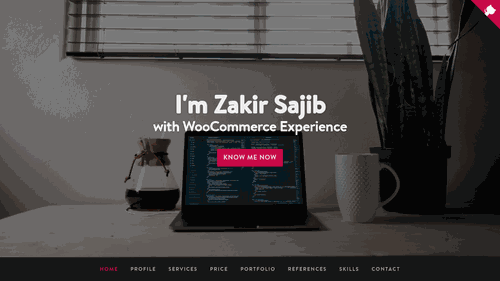 I'm Zakir Sajib
with WooCommerce Experience
KNOW ME NOW
HOME PROFILE SERVICES PRICE PORTFOLIO REFERENCES SKILLS CONTACT